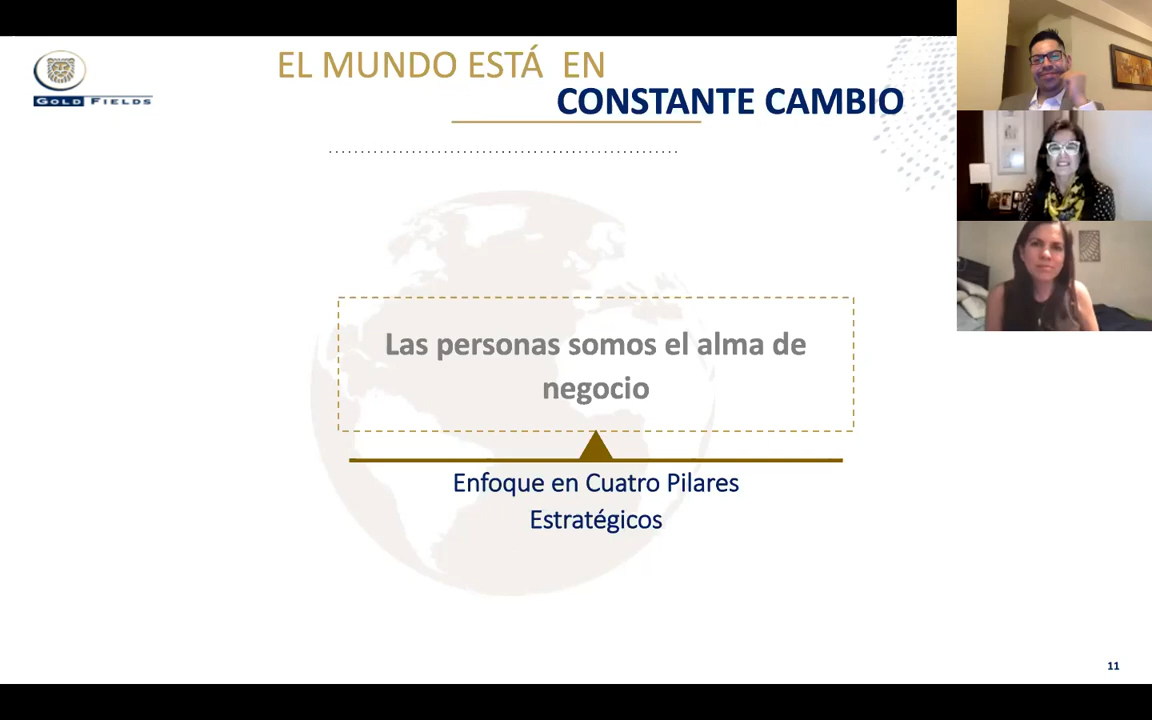 GOLD FIELDS
EL MUNDO ESTÁ EN
CONSTANTE CAMBIO
Las personas somos el alma de
negocio
Enfoque en Cuatro Pilares
Estratégicos
11